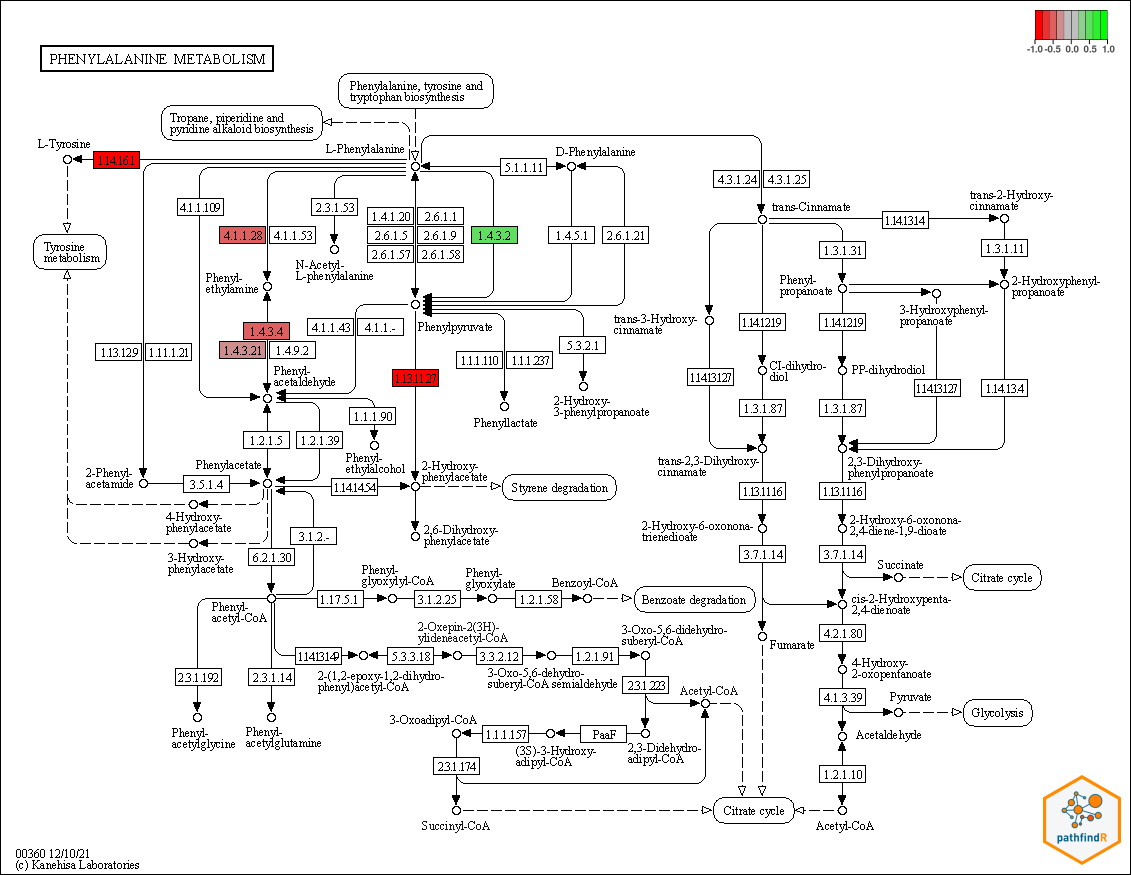 -1.0 -0.5 0.0 0.5 1.0
PHENYLALANINE METABOLISM
Phenylalanine, tyrosine and
tryptophan biosynthesis
Tropane, piperidine and
pyridine alkaloid biosynthesis
L-Tyrosine
1.14.16.1
L-Phenylalanine
5.1.1.11
D-Phenylalanine
4.3.1.24
4.3.1.25
trans-Cinnamate
1.14.13.14
trans-2-Hydroxy-
cinnamate
4.1.1.109
2.3.1.53
1.4.1.20
2.6.1.1
4.1.1.28
4.1.1.53
2.6.1.5
2.6.1.9
1.4.3.2
1.4.5.1
2.6.1.21
2.6.1.57
2.6.1.58
1.3.1.31
1.3.1.11
Tyrosine
metabolism
N-Acetyl-
L-phenylalanine
Phenyl-
ethylamine
Phenyl-
propanoate
2-Hydroxyphenyl-
propanoate
3-Hydroxyphenyl-
propanoate
trans-3-Hydroxy-
cinnamate
Phenylpyruvate
1.4.3.4
4.1.1.43
4.1.1.-
1.14.12.19
1.14.12.19
1.13.12.9
1.11.1.21
1.4.3.21
1.4.9.2
5.3.2.1
1.1.1.110
1.1.1.237
Phenyl-
acetaldehyde
1.13.11.27
1.14.13.127
CI-dihydro-
diol
PP-dihydrodiol
1.14.13.127
1.14.13.4
2-Hydroxy-
3-phenylpropanoate
Phenyllactate
1.1.1.90
1.3.1.87
1.3.1.87
1.2.1.5
1.2.1.39
Phenyl-
ethylalcohol
Phenylacetate
2-Phenyl-
acetamide
3.5.1.4
2-Hydroxy-
phenylacetate
trans-2,3-Dihydroxy-
cinnamate
2,3-Dihydroxy-
phenylpropanoate
1.14.14.54
Styrene degradation
1.13.11.16
1.13.11.16
4-Hydroxy-
phenylacetate
3-Hydroxy-
phenylacetate
3.1.2.-
2,6-Dihydroxy-
phenylacetate
2-Hydroxy-6-oxonona-
trienedioate
2-Hydroxy-6-oxonona-
2,4-diene-1,9-dioate
6.2.1.30
3.7.1.14
3.7.1.14
Succinate
Citrate cycle
Phenyl-
acetyl-CoA
1.17.5.1
Phenyl-
glyoxylyl-CoA
3.1.2.25
Phenyl-
glyoxylate
1.2.1.58
Benzoyl-CoA
Benzoate degradation
cis-2-Hydroxypenta-
2,4-dienoate
4.2.1.80
Fumarate
2-Oxepin-2(3H)-
ylideneacetyl-CoA
3-Oxo-5,6-didehydro-
suberyl-CoA
1.14.13.149
5.3.3.18
3.3.2.12
1.2.1.91
2-(1,2-epoxy-1,2-dihydro-
phenyl)acetyl-CoA
3-Oxo-5,6-dehydro-
suberyl-CoA semialdehyde
4-Hydroxy-
2-oxopentanoate
2.3.1.192
2.3.1.14
2.3.1.223
Acetyl-CoA
4.1.3.39
Pyruvate
Glycolysis
Phenyl-
acetylglycine
Phenyl-
acetylglutamine
3-Oxoadipyl-CoA
1.1.1.157
PaaF
(3S)-3-Hydroxy-
adipyl-CoA
2,3-Didehydro-
adipyl-CoA
Acetaldehyde
2.3.1.174
1.2.1.10
Succinyl-CoA
Citrate cycle
Acetyl-CoA
pathfindR
00360 12/10/21
(c) Kanehisa Laboratories